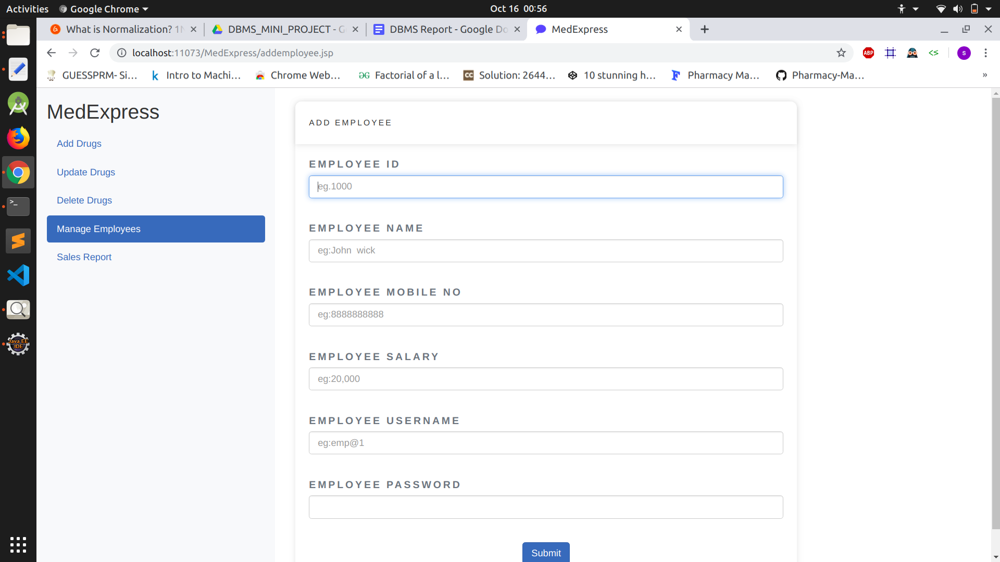 Activities
Google Chrome
Oct 16 00:56
What is Normalization? 1N
DBMS_MINI_PROJECT - G
DBMS Report - Google Do
MedExpress
localhost:11073/MedExpress/addemployee.jsp
ABP
s
GUESSPRM- Si...
Intro to Machi...
Chrome Web...
Factorial of a l...
CC
Solution: 2644...
10 stunning h...
Pharmacy Ma...
Pharmacy-Ma...
»
MedExpress
Add Drugs
Update Drugs
Delete Drugs
Manage Employees
Sales Report
Java EE
IDE
ADD EMPLOYEE
EMPLOYEE ID
eg.1000
EMPLOYEE NAME
eg:John  wick
EMPLOYEE MOBILE NO
eg:8888888888
EMPLOYEE SALARY
eg:20,000
EMPLOYEE USERNAME
eg:emp@1
EMPLOYEE PASSWORD
Submit